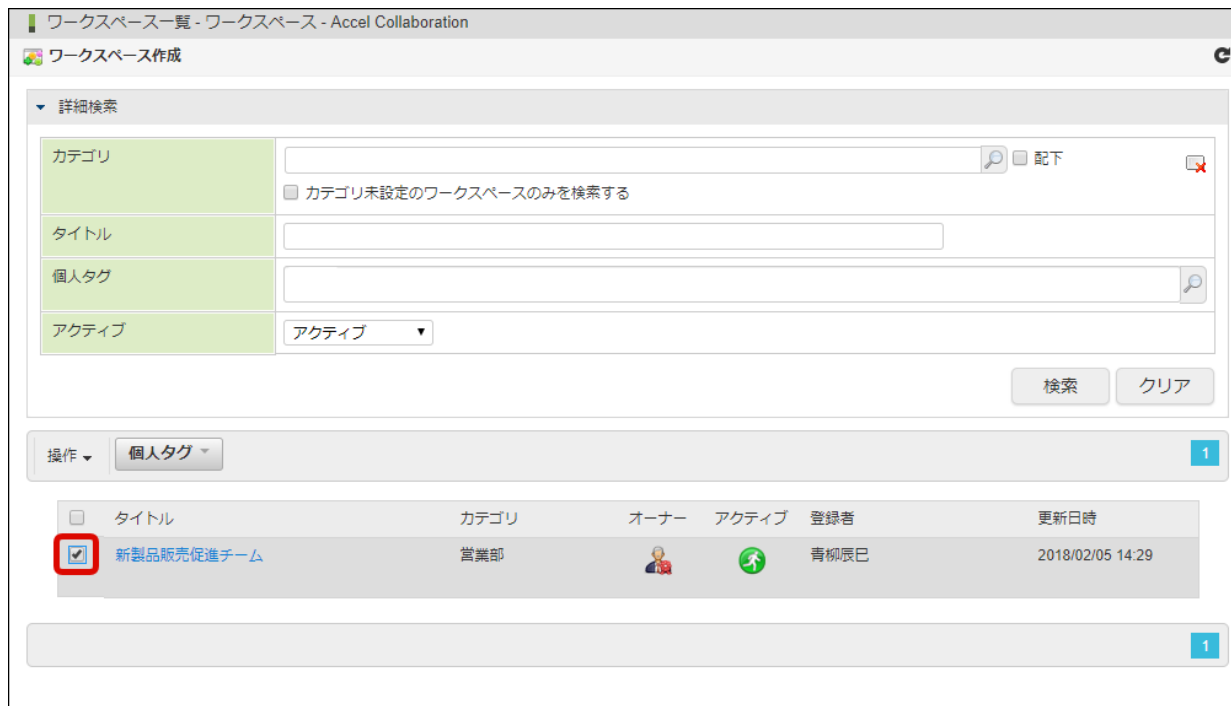 ワークスペース一覧 - ワークスペース - Accel Collaboration
ワークスペース作成
詳細検索
カテゴリ
配下
カテゴリ未設定のワークスペースのみを検索する
タイトル
個人タグ
アクティブ アクティブ
検索 クリア
操作 個人タグ 1
タイトル カテゴリ オーナー アクティブ 登録者 更新日時
新製品販売促進チーム 営業部 青柳辰巳 2018/02/05 14:29
1